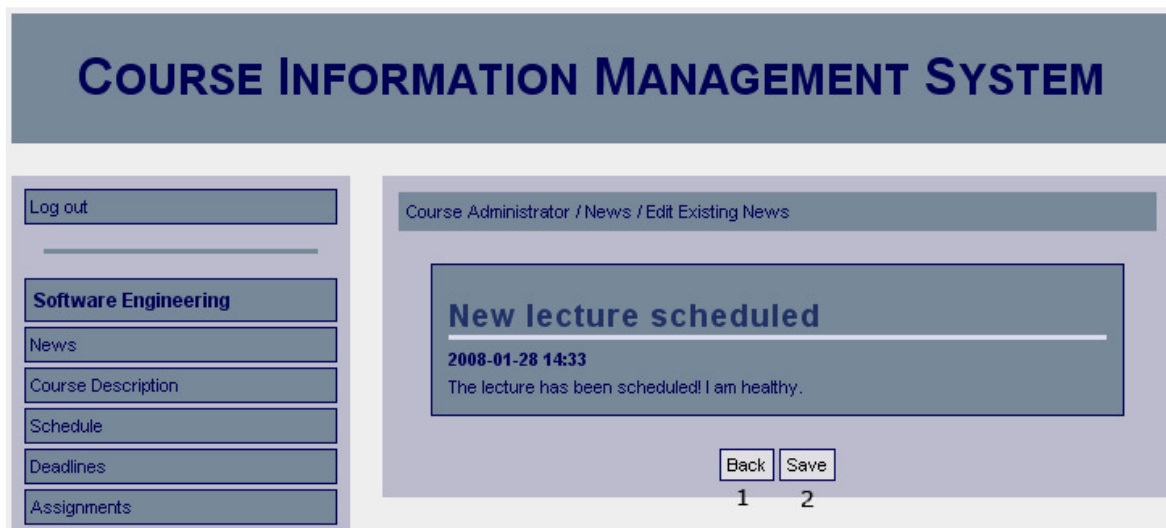 COURSE INFORMATION MANAGEMENT SYSTEM
Log out
Software Engineering
News
Course Description
Schedule
Deadlines
Assignments
Course Administrator / News / Edit Existing News
New lecture scheduled
2008-01-28 14:33
The lecture has been scheduled! I am healthy.
Back Save
1 2